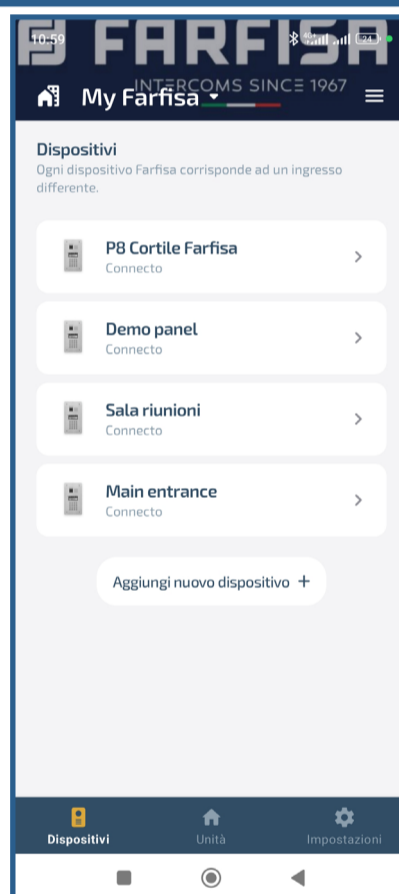 FARFISA
INTERCOMS SINCE 1967
10:59
24
My Farfisa
Dispositivi
Ogni dispositivo Farfisa corrisponde ad un ingresso
differente.
P8 Cortile Farfisa
Connecto
Demo panel
Connecto
Sala riunioni
Connecto
Main entrance
Connecto
Aggiungi nuovo dispositivo +
Dispositivi
Unità
Impostazioni